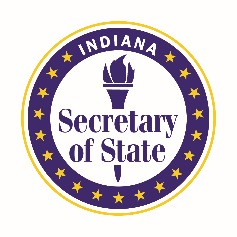 INDIANA
Secretary
of State